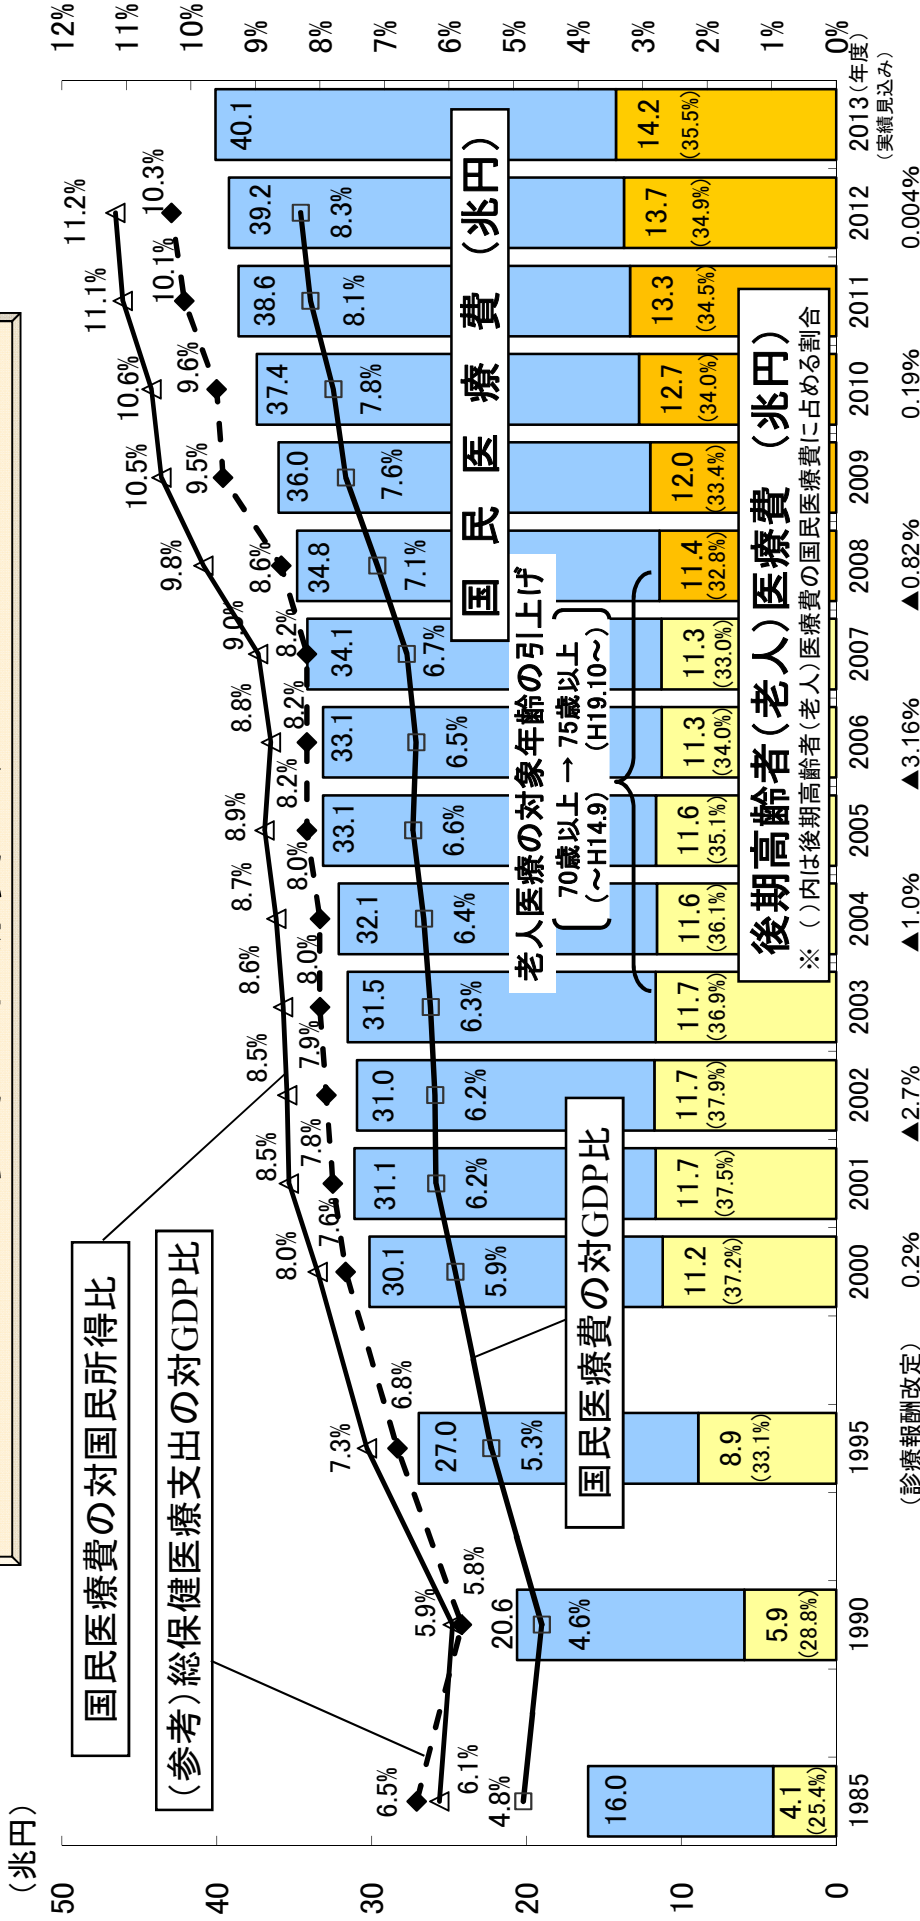 (兆円)
50
40
30
20
10
0
12%
11%
10%
9%
8%
7%
6%
5%
4%
3%
2%
1%
0%
国民医療費の対国民所得比
(参考)総保健医療支出の対GDP比
国民医療費の対GDP比
国 民 医 療 費 (兆円)
老人医療の対象年齢の引上げ
70歳以上 → 75歳以上
(～H14.9) (H19.10～)
後期高齢者(老人)医療費 (兆円)
※ ( )内は後期高齢者(老人)医療費の国民医療費に占める割合
6.1% 5.9% 7.3% 8.0% 8.5% 8.5% 8.6% 8.7% 8.9% 8.8% 9.0% 9.8% 10.5% 10.6% 11.1% 11.2%
6.5% 5.8% 6.8% 7.6% 7.8% 7.9% 8.0% 8.0% 8.2% 8.2% 8.2% 8.6% 9.5% 9.6% 10.1% 10.3%
16.0 20.6 27.0 30.1 31.1 31.0 31.5 32.1 33.1 33.1 34.1 34.8 36.0 37.4 38.6 39.2 40.1
4.8% 4.6% 5.3% 5.9% 6.2% 6.2% 6.3% 6.4% 6.6% 6.5% 6.7% 7.1% 7.6% 7.8% 8.1% 8.3%
4.1 5.9 8.9 11.2 11.7 11.7 11.7 11.6 11.6 11.3 11.3 11.4 12.0 12.7 13.3 13.7 14.2
(25.4%) (28.8%) (33.1%) (37.2%) (37.5%) (37.9%) (36.9%) (36.1%) (35.1%) (34.0%) (33.0%) (32.8%) (33.4%) (34.0%) (34.5%) (34.9%) (35.5%)
1985 1990 1995 2000 2001 2002 2003 2004 2005 2006 2007 2008 2009 2010 2011 2012 2013(年度)
(実績見込み)
(診療報酬改定) 0.2% ▲2.7% ▲1.0% ▲3.16% ▲0.82% 0.19% 0.004%